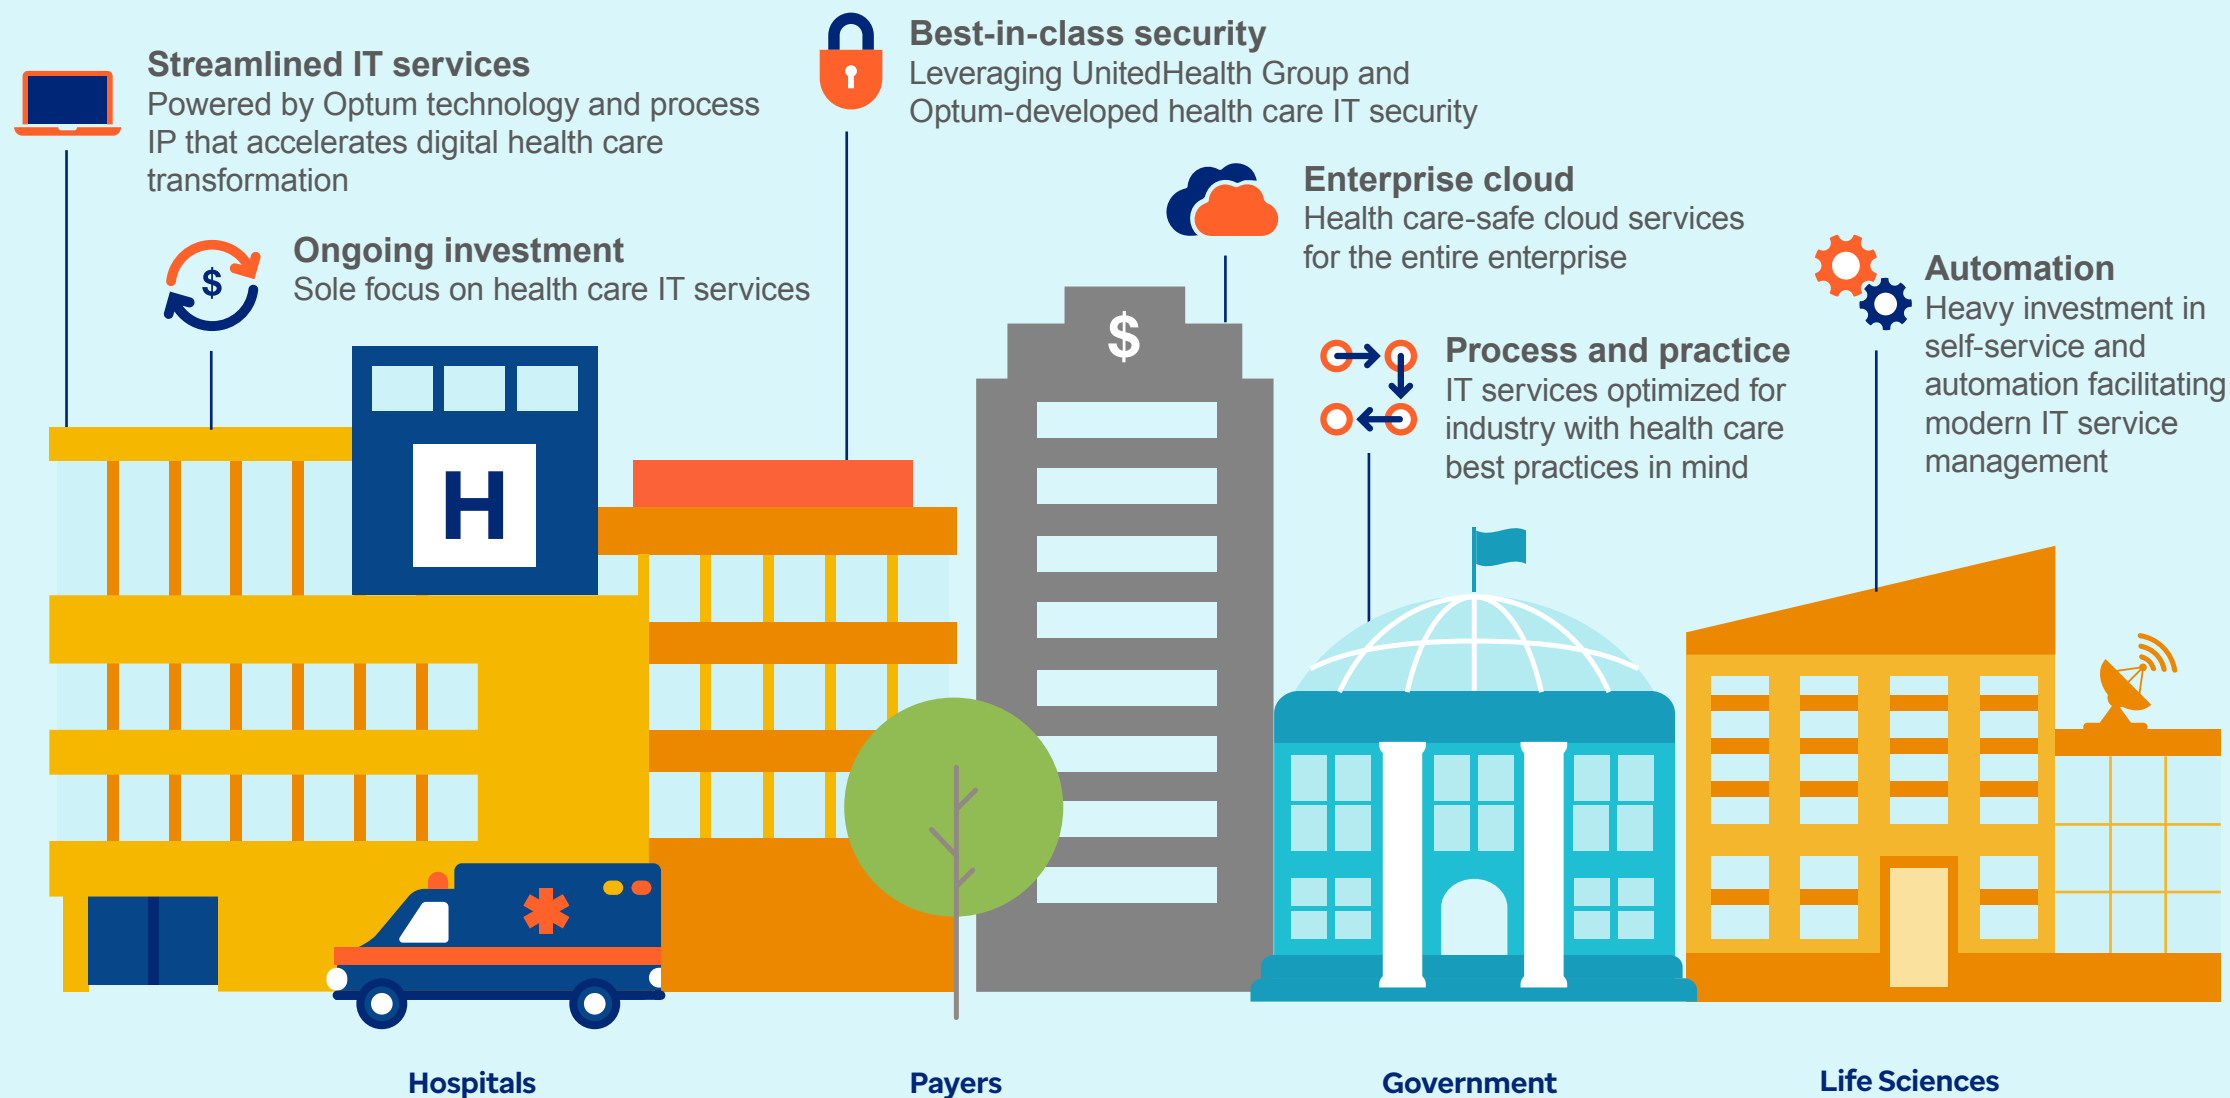 Streamlined IT services
Powered by Optum technology and process
IP that accelerates digital health care
transformation
Ongoing investment
Sole focus on health care IT services
$
Best-in-class security
Leveraging UnitedHealth Group and
Optum-developed health care IT security
Enterprise cloud
Health care-safe cloud services
for the entire enterprise
Process and practice
IT services optimized for
industry with health care
best practices in mind
Automation
Heavy investment in
self-service and
automation facilitating
modern IT service
management
H
$
Hospitals
Payers
Government
Life Sciences